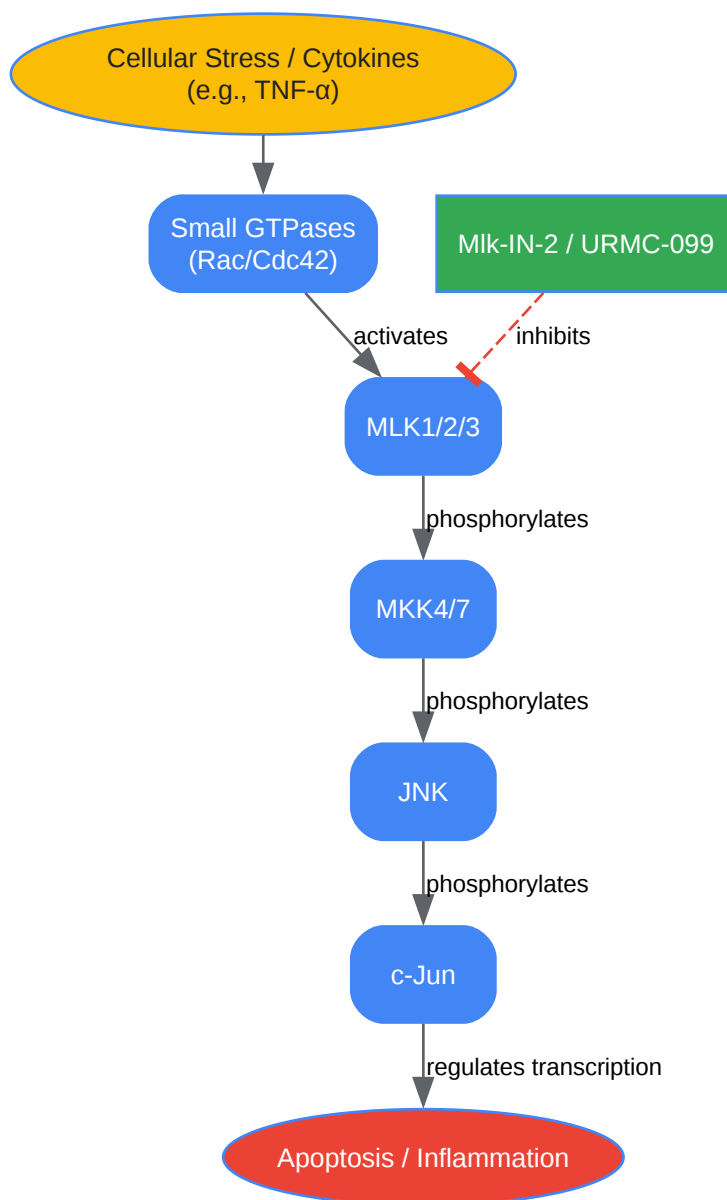 Cellular Stress / Cytokines
(e.g., TNF-α)
Small GTPases
(Rac/Cdc42)
Mlk-IN-2 / URMC-099
activates
inhibits
MLK1/2/3
phosphorylates
MKK4/7
phosphorylates
JNK
phosphorylates
c-Jun
regulates transcription
Apoptosis / Inflammation